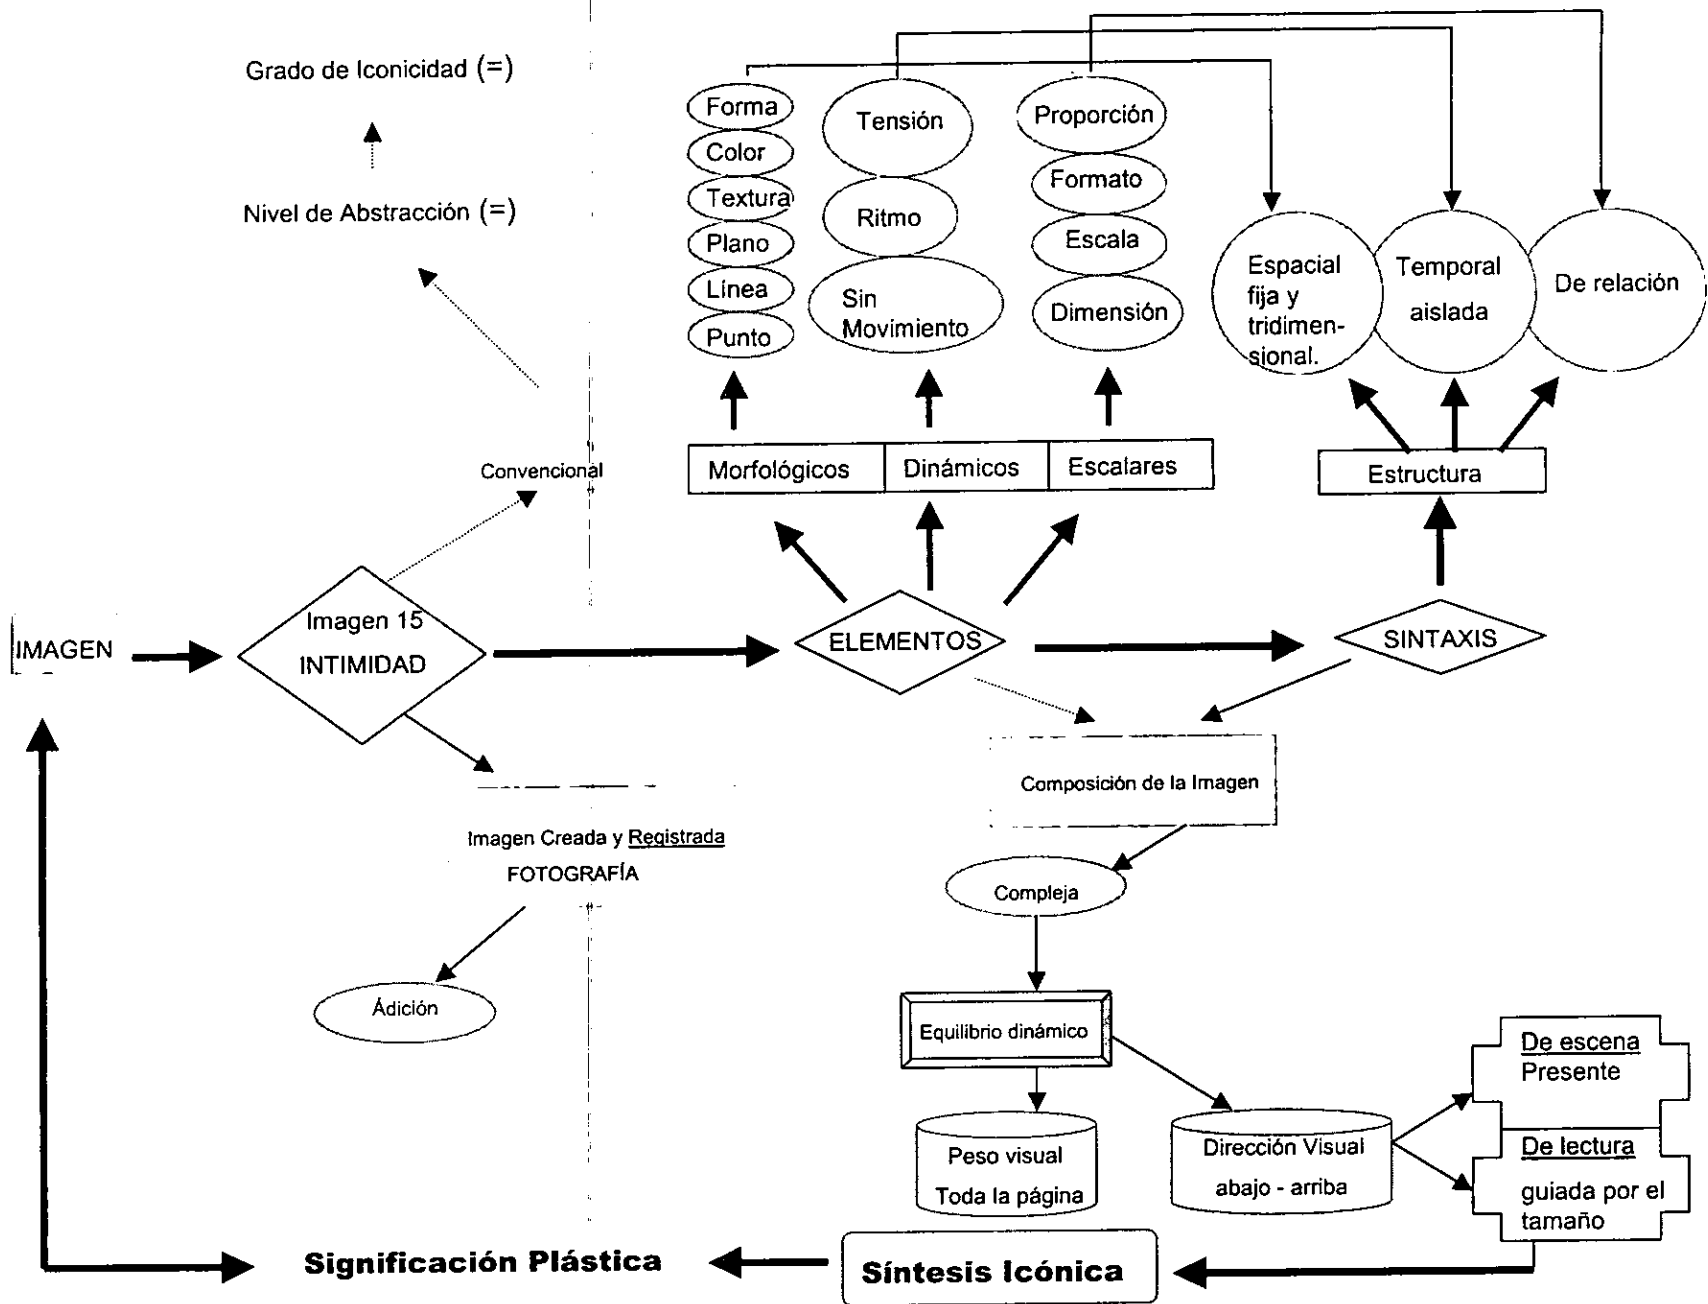 Grado de Iconicidad (=)
Nivel de Abstracción (=)
Forma
Color
Textura
Plano
Línea
Punto
Tensión
Ritmo
Sin
Movimiento
Proporción
Formato
Escala
Dimensión
Espacial
fija y
tridimen-
sional.
Temporal
aislada
De relación
Convencional
Morfológicos
Dinámicos
Escalares
Estructura
IMAGEN
Imagen 15
INTIMIDAD
ELEMENTOS
SINTAXIS
Composición de la Imagen
Imagen Creada y Registrada
FOTOGRAFÍA
Compleja
Ádición
Equilibrio dinámico
De escena
Presente
Peso visual
Toda la página
Dirección Visual
abajo - arriba
De lectura
guiada por el
tamaño
Significación Plástica
Síntesis Icónica